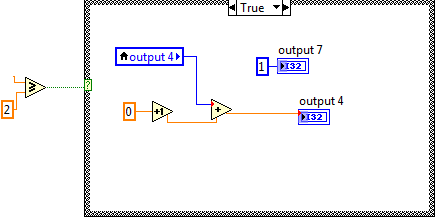 True
output 4
output 7
1
I32
≥
?
2
0
+1
+
output 4
I32